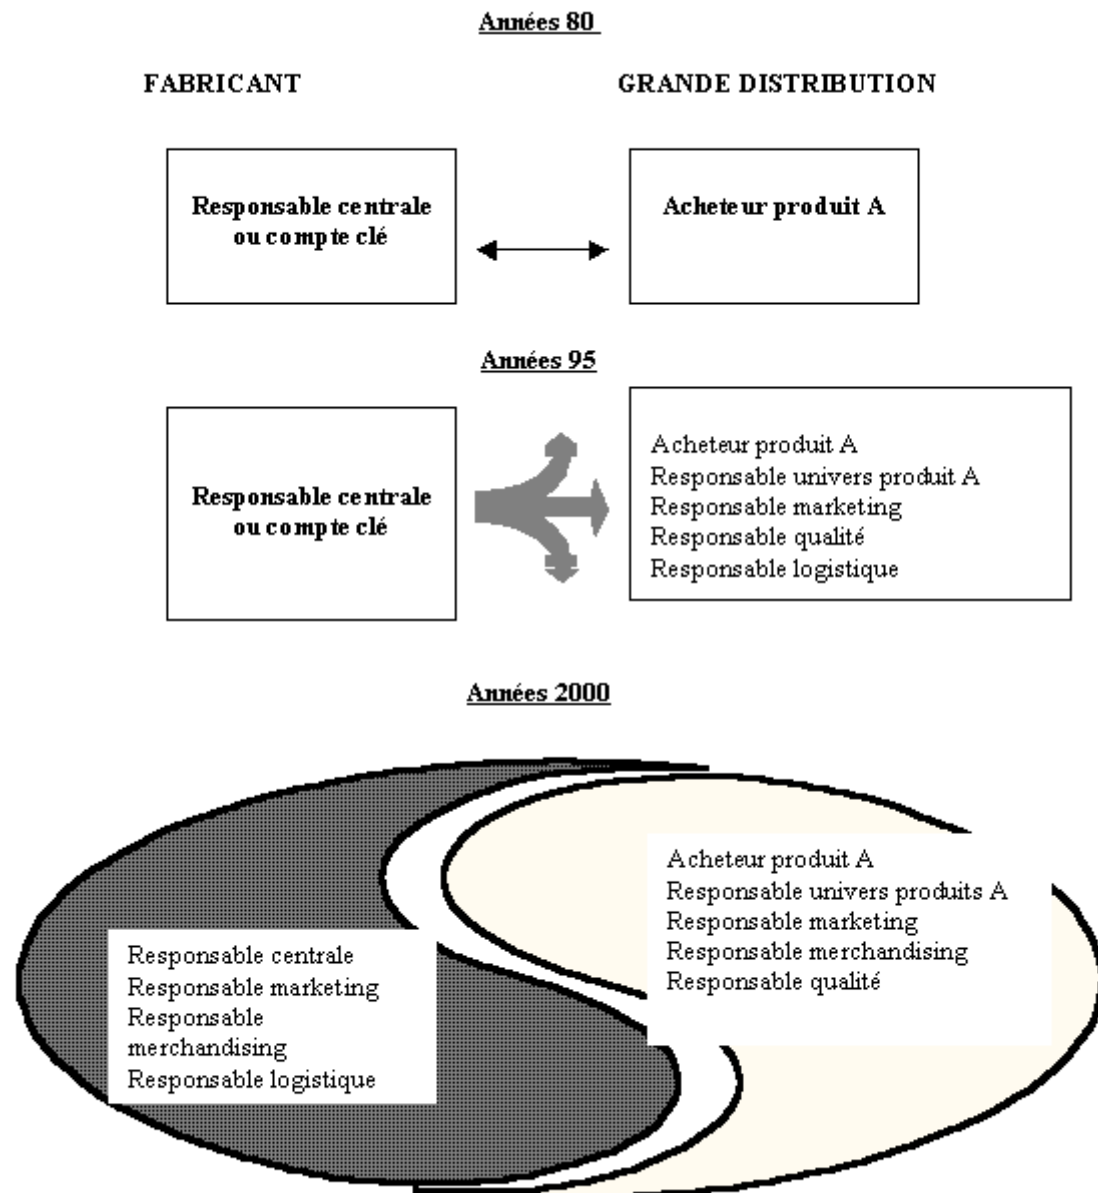 Années 80
FABRICANT
GRANDE DISTRIBUTION
Responsable centrale
ou compte clé
Acheteur produit A
Années 95
Responsable centrale
ou compte clé
Acheteur produit A
Responsable univers produit A
Responsable marketing
Responsable qualité
Responsable logistique
Années 2000
Responsable centrale
Responsable marketing
Responsable
merchandising
Responsable logistique
Acheteur produit A
Responsable univers produits A
Responsable marketing
Responsable merchandising
Responsable qualité